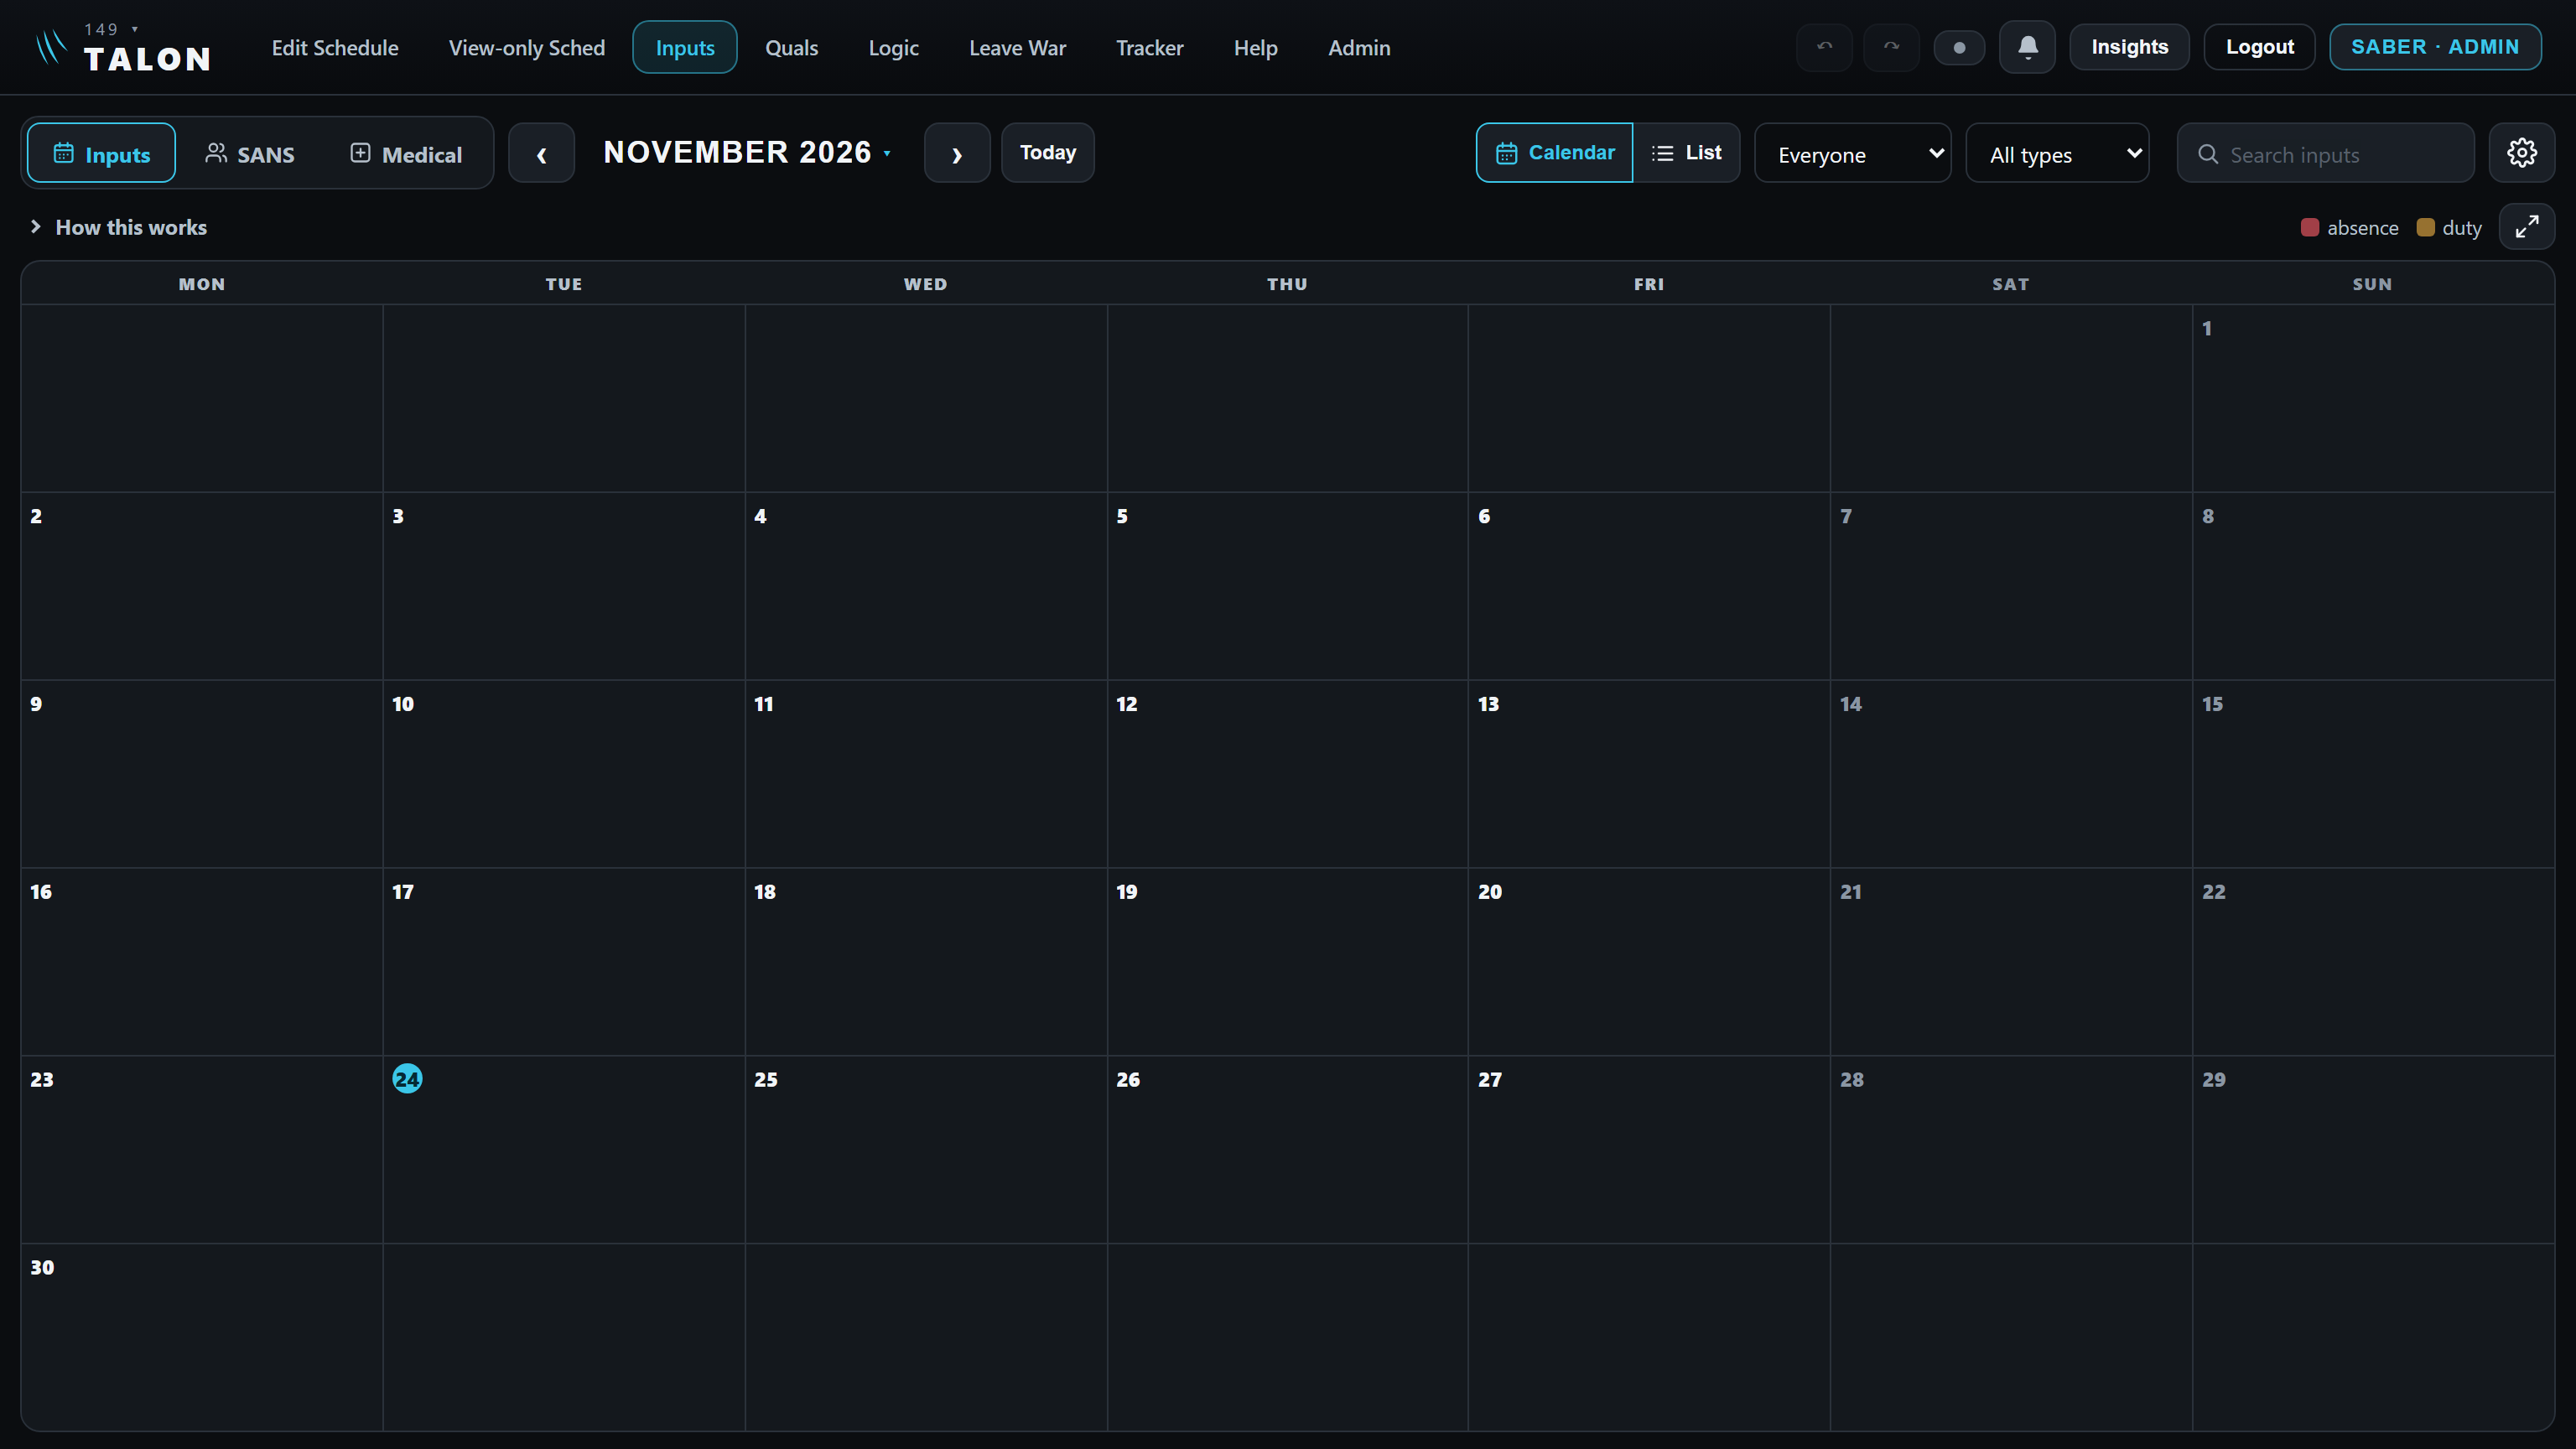 149 ▾
TALON
Edit Schedule
View-only Sched
Inputs
Quals
Logic
Leave War
Tracker
Help
Admin
Insights
Logout
SABER · ADMIN
Inputs
SANS
Medical
‹
NOVEMBER 2026 ▾
›
Today
Calendar
List
Everyone
All types
Search inputs
How this works
absence
duty
MON TUE WED THU FRI SAT SUN
1
2 3 4 5 6 7 8
9 10 11 12 13 14 15
16 17 18 19 20 21 22
23 24 25 26 27 28 29
30